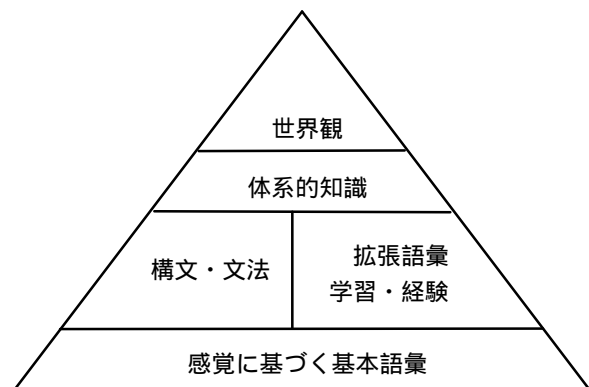 世界観
体系的知識
構文・文法
拡張語彙
学習・経験
感覚に基づく基本語彙